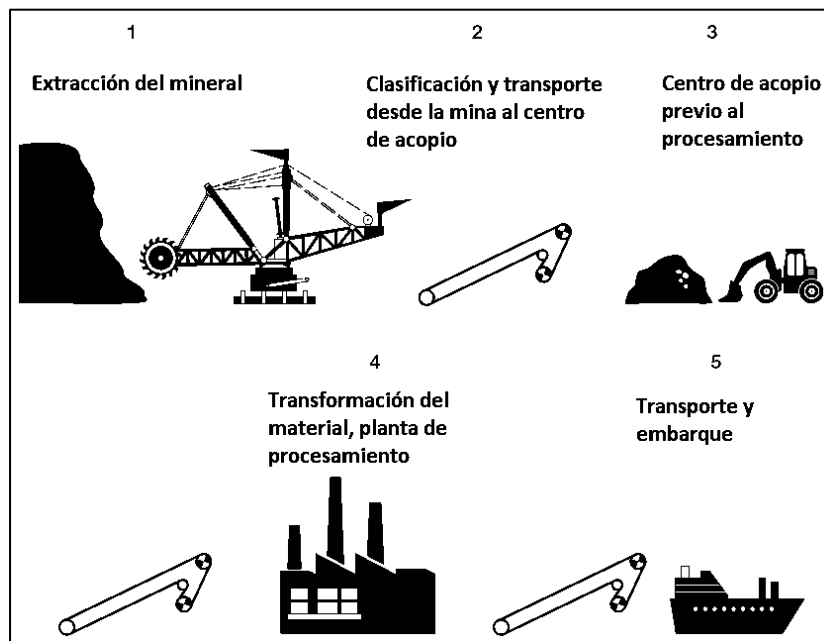 1
Extracción del mineral
2
Clasificación y transporte
desde la mina al centro
de acopio
3
Centro de acopio
previo al
procesamiento
4
Transformación del
material, planta de
procesamiento
5
Transporte y
embarque